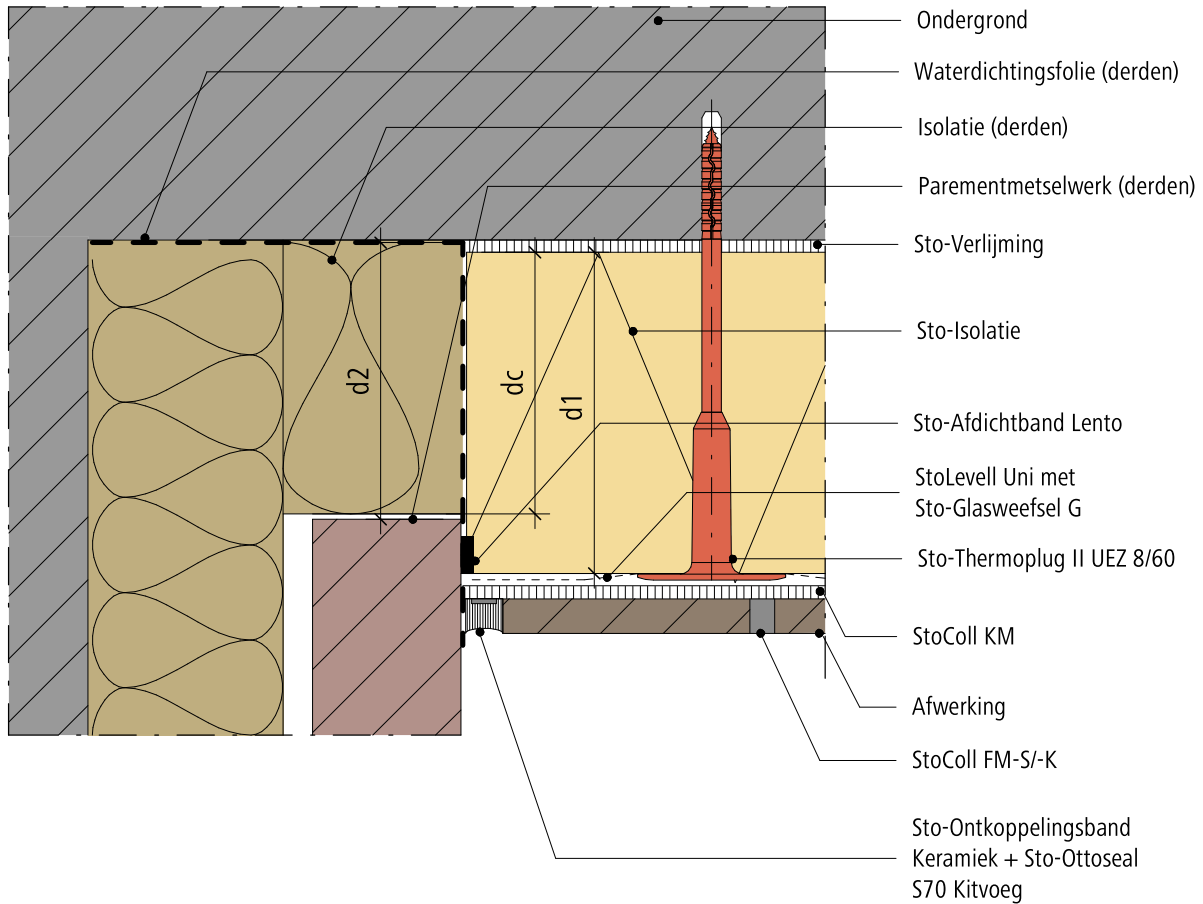 Ondergrond
Waterdichtingsfolie (derden)
Isolatie (derden)
Parementmetselwerk (derden)
Sto-Verlijming
Sto-Isolatie
d2
dc
d1
Sto-Afdichtband Lento
StoLevell Uni met
Sto-Glasweefsel G
Sto-Thermoplug II UEZ 8/60
StoColl KM
Afwerking
StoColl FM-S/-K
Sto-Ontkoppelingsband
Keramiek + Sto-Ottoseal
S70 Kitvoeg